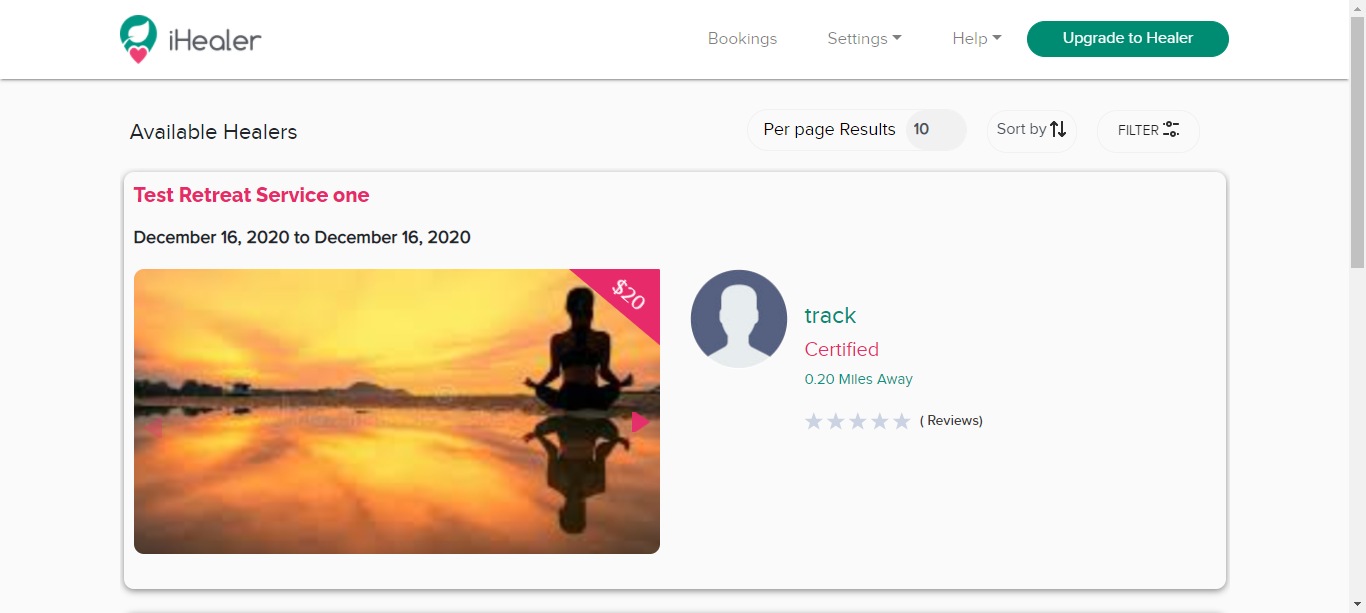 iHealer
Bookings
Settings
Help
Upgrade to Healer
Available Healers
Per page Results 10
Sort by
FILTER
Test Retreat Service one
December 16, 2020 to December 16, 2020
$20
track
Certified
0.20 Miles Away
( Reviews)